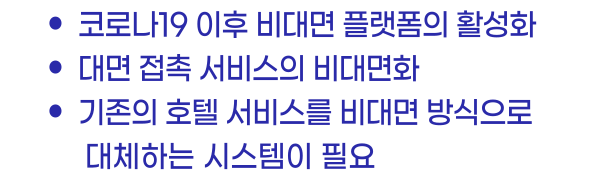 • 코로나19 이후 비대면 플랫폼의 활성화
• 대면 접촉 서비스의 비대면화
• 기존의 호텔 서비스를 비대면 방식으로
대체하는 시스템이 필요